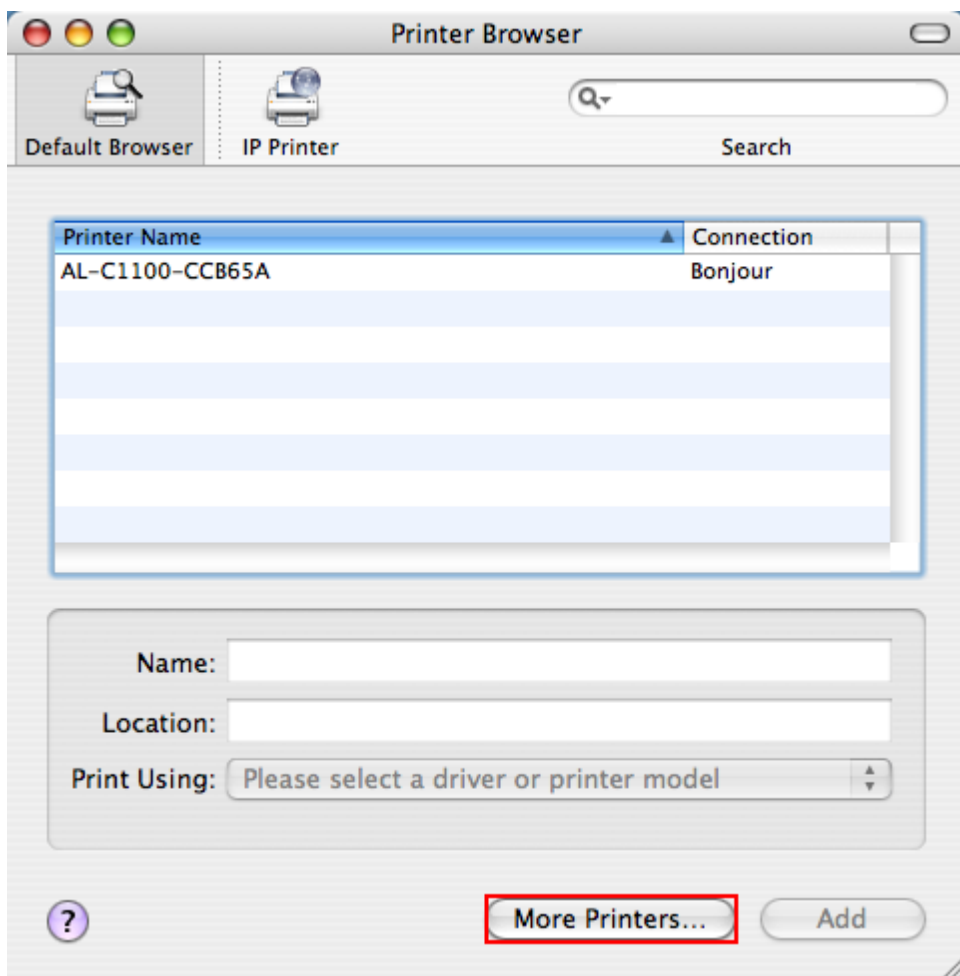 Printer Browser
Default Browser
IP Printer
Search
Printer Name Connection
AL-C1100-CCB65A Bonjour
Name:
Location:
Print Using: Please select a driver or printer model
? More Printers... Add